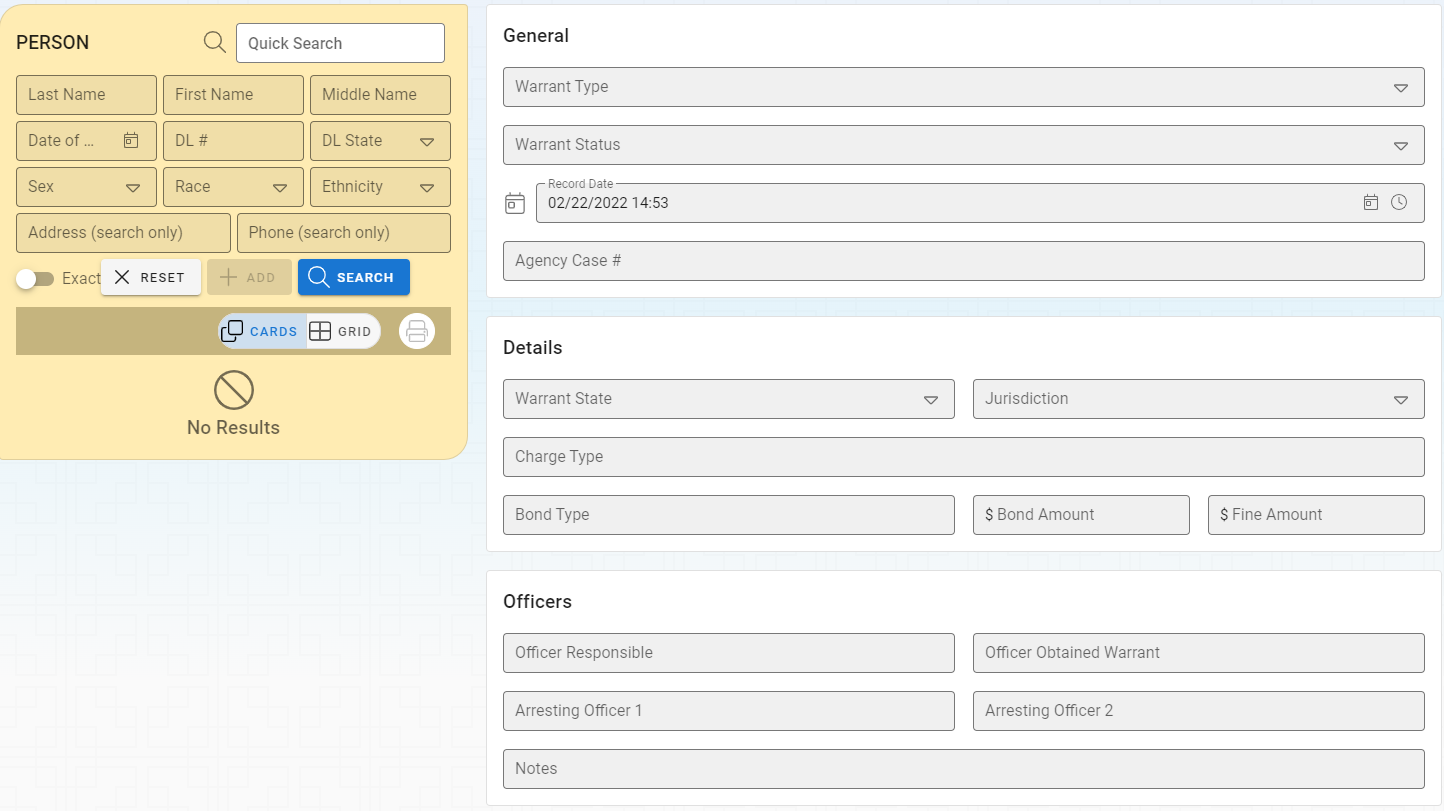 PERSON
Quick Search
Last Name
First Name
Middle Name
Date of ...
DL #
DL State
Sex
Race
Ethnicity
Address (search only)
Phone (search only)
Exact
RESET
ADD
SEARCH
CARDS
GRID
No Results
General
Warrant Type
Warrant Status
Record Date
02/22/2022 14:53
Agency Case #
Details
Warrant State
Jurisdiction
Charge Type
Bond Type
$ Bond Amount
$ Fine Amount
Officers
Officer Responsible
Officer Obtained Warrant
Arresting Officer 1
Arresting Officer 2
Notes